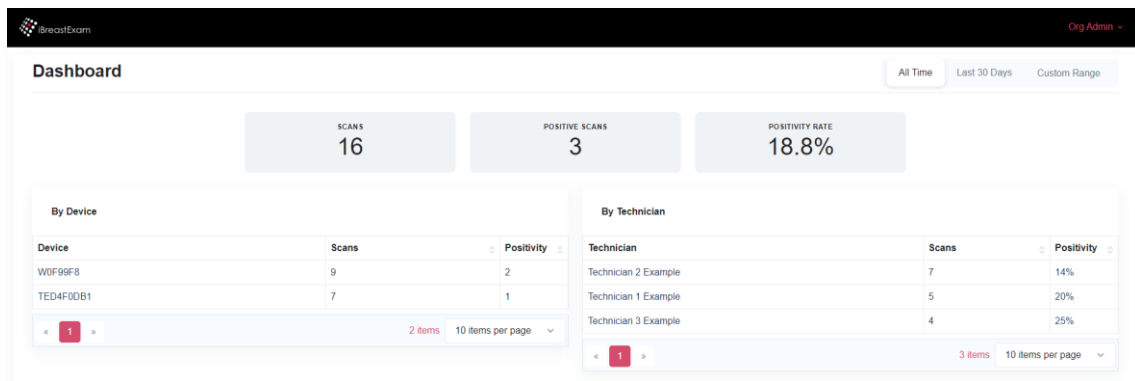 iBreastExam
Org Admin
Dashboard
All Time Last 30 Days Custom Range
SCANS POSITIVE SCANS POSITIVITY RATE
16 3 18.8%
By Device
Device Scans Positivity
W0F99F8 9 2
TED4F0DB1 7 1
« 1 » 2 items 10 items per page
By Technician
Technician Scans Positivity
Technician 2 Example 7 14%
Technician 1 Example 5 20%
Technician 3 Example 4 25%
« 1 » 3 items 10 items per page